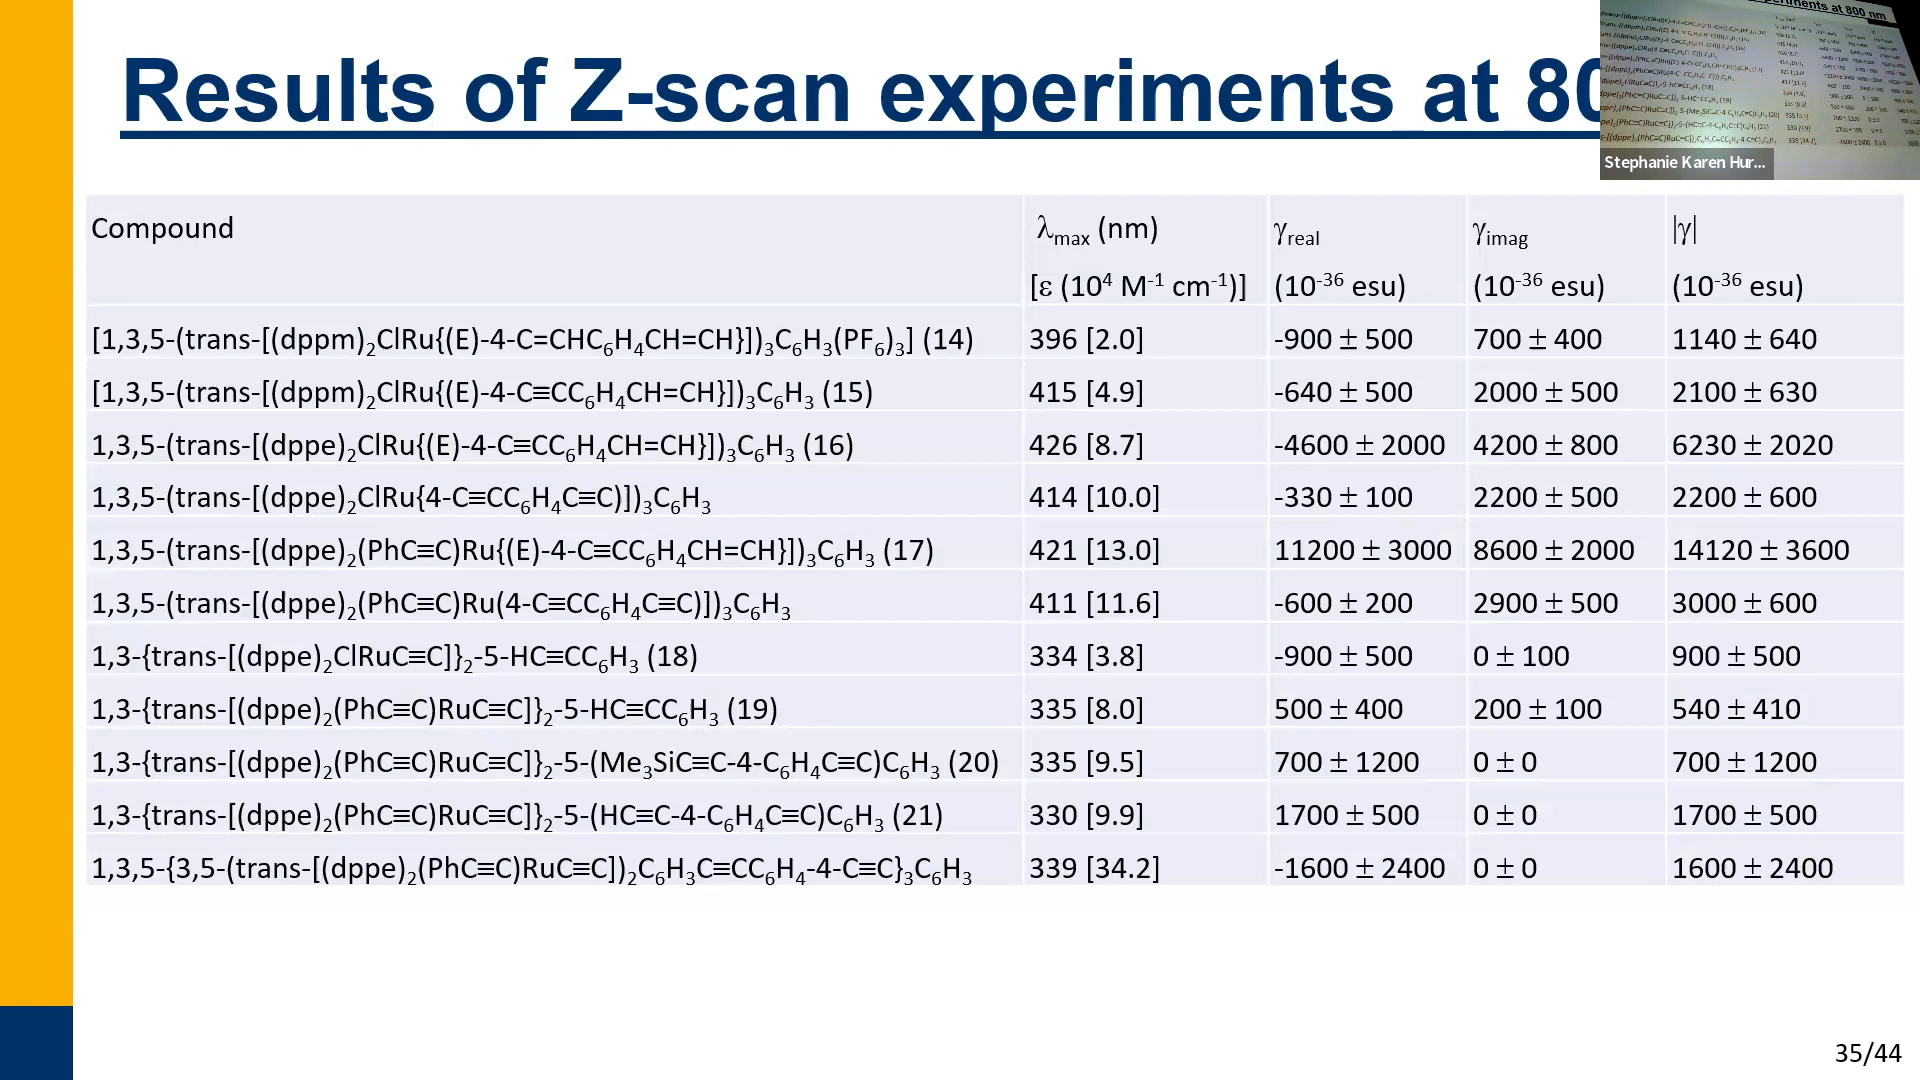 Results of Z-scan experiments at 80
periments at 800 nm
Stephanie Karen Hur...
Compound λmax (nm) γreal γimag |γ|
[ε (10⁴ M⁻¹ cm⁻¹)] (10⁻³⁶ esu) (10⁻³⁶ esu) (10⁻³⁶ esu)
[1,3,5-(trans-[(dppm)₂ClRu{(E)-4-C=CHC₆H₄CH=CH}])₃C₆H₃(PF₆)₃] (14) 396 [2.0] -900 ± 500 700 ± 400 1140 ± 640
[1,3,5-(trans-[(dppm)₂ClRu{(E)-4-C≡CC₆H₄CH=CH}])₃C₆H₃ (15) 415 [4.9] -640 ± 500 2000 ± 500 2100 ± 630
1,3,5-(trans-[(dppe)₂ClRu{(E)-4-C≡CC₆H₄CH=CH}])₃C₆H₃ (16) 426 [8.7] -4600 ± 2000 4200 ± 800 6230 ± 2020
1,3,5-(trans-[(dppe)₂ClRu{4-C≡CC₆H₄C≡C)])₃C₆H₃ 414 [10.0] -330 ± 100 2200 ± 500 2200 ± 600
1,3,5-(trans-[(dppe)₂(PhC≡C)Ru{(E)-4-C≡CC₆H₄CH=CH}])₃C₆H₃ (17) 421 [13.0] 11200 ± 3000 8600 ± 2000 14120 ± 3600
1,3,5-(trans-[(dppe)₂(PhC≡C)Ru(4-C≡CC₆H₄C≡C)])₃C₆H₃ 411 [11.6] -600 ± 200 2900 ± 500 3000 ± 600
1,3-{trans-[(dppe)₂ClRuC≡C]}₂-5-HC≡CC₆H₃ (18) 334 [3.8] -900 ± 500 0 ± 100 900 ± 500
1,3-{trans-[(dppe)₂(PhC≡C)RuC≡C]}₂-5-HC≡CC₆H₃ (19) 335 [8.0] 500 ± 400 200 ± 100 540 ± 410
1,3-{trans-[(dppe)₂(PhC≡C)RuC≡C]}₂-5-(Me₃SiC≡C-4-C₆H₄C≡C)C₆H₃ (20) 335 [9.5] 700 ± 1200 0 ± 0 700 ± 1200
1,3-{trans-[(dppe)₂(PhC≡C)RuC≡C]}₂-5-(HC≡C-4-C₆H₄C≡C)C₆H₃ (21) 330 [9.9] 1700 ± 500 0 ± 0 1700 ± 500
1,3,5-{3,5-(trans-[(dppe)₂(PhC≡C)RuC≡C])₂C₆H₃C≡CC₆H₄-4-C≡C}₃C₆H₃ 339 [34.2] -1600 ± 2400 0 ± 0 1600 ± 2400
35/44